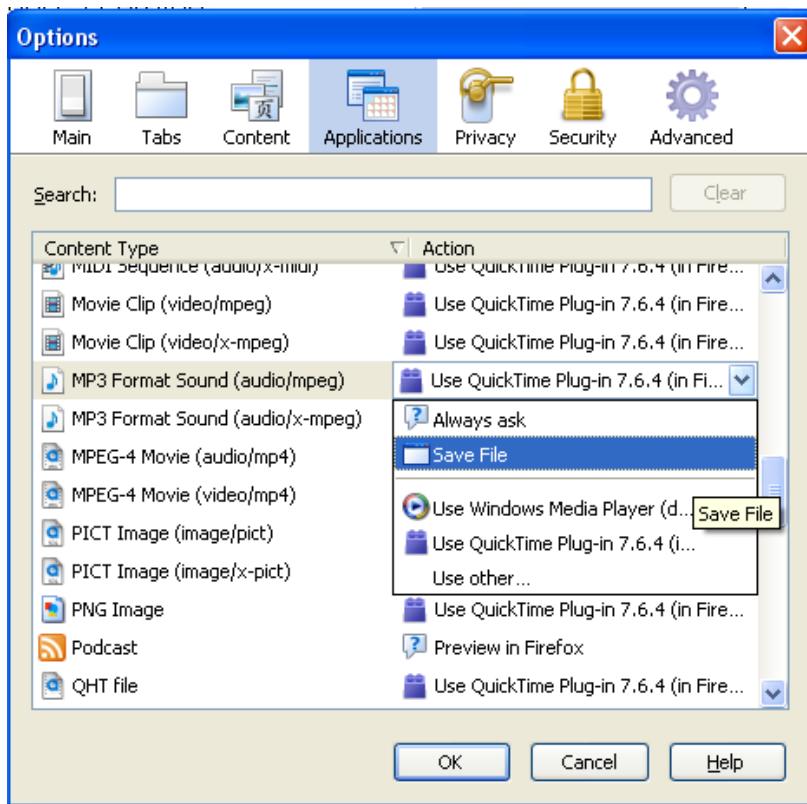 Options
Main Tabs Content Applications Privacy Security Advanced
页
Search: Clear
Content Type Action
MIDI Sequence (audio/x-midi) Use QuickTime Plug-in 7.6.4 (in Fire...
Movie Clip (video/mpeg) Use QuickTime Plug-in 7.6.4 (in Fire...
Movie Clip (video/x-mpeg) Use QuickTime Plug-in 7.6.4 (in Fire...
MP3 Format Sound (audio/mpeg) Use QuickTime Plug-in 7.6.4 (in Fi...
MP3 Format Sound (audio/x-mpeg) Always ask
MPEG-4 Movie (audio/mp4) Save File
MPEG-4 Movie (video/mp4) Use Windows Media Player (d... Save File
PICT Image (image/pict) Use QuickTime Plug-in 7.6.4 (i...
PICT Image (image/x-pict) Use other...
PNG Image Use QuickTime Plug-in 7.6.4 (in Fire...
Podcast Preview in Firefox
QHT file Use QuickTime Plug-in 7.6.4 (in Fire...
OK Cancel Help